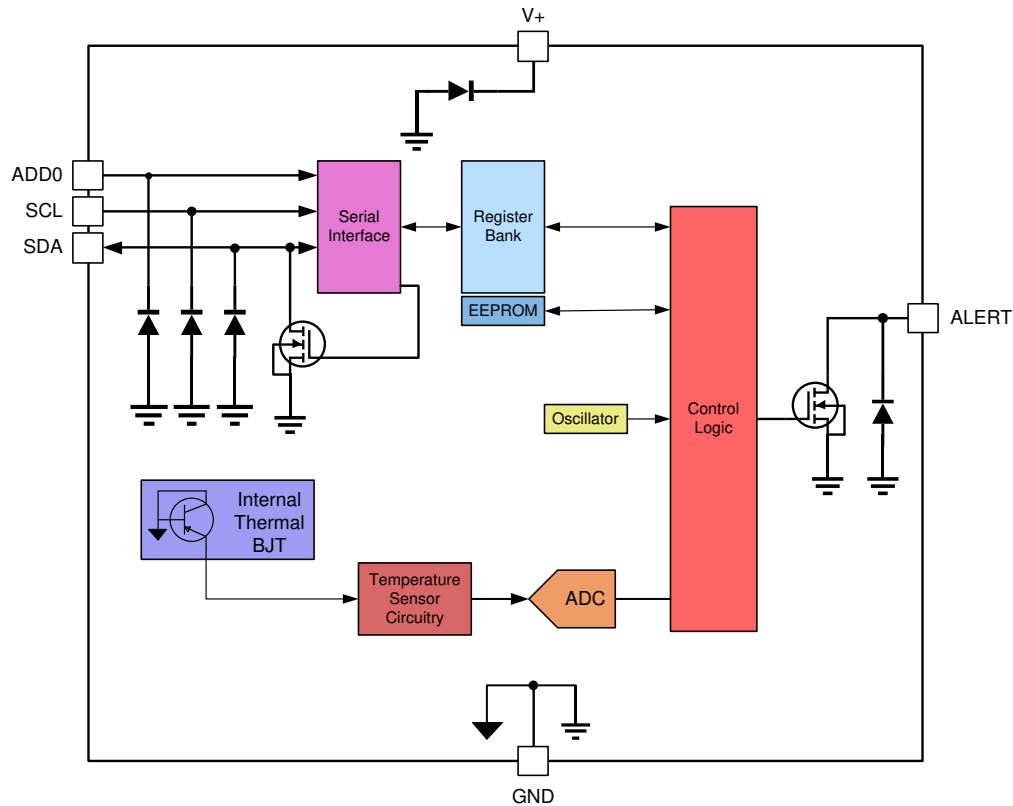 V+
ADD0
SCL
SDA
Serial
Interface
Register
Bank
EEPROM
ALERT
Oscillator
Control
Logic
Internal
Thermal
BJT
Temperature
Sensor
Circuitry
ADC
GND